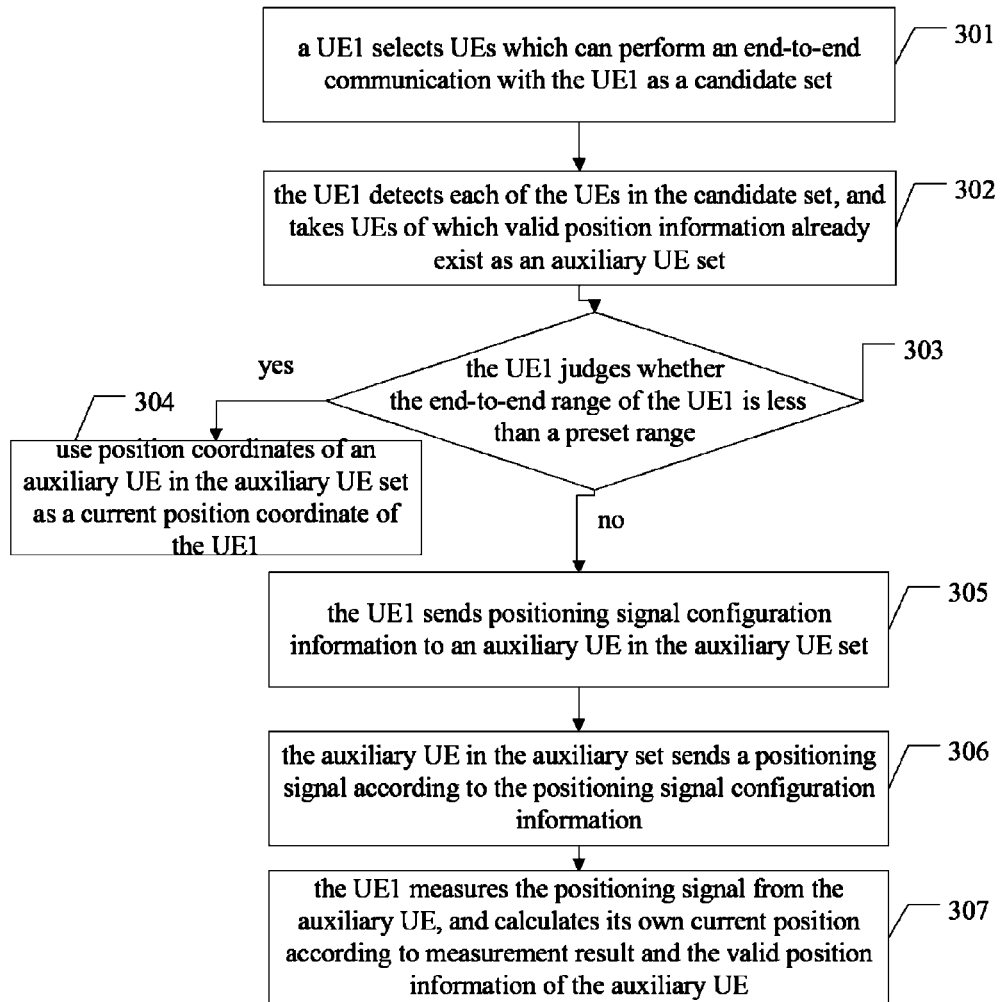 a UE1 selects UEs which can perform an end-to-end
communication with the UE1 as a candidate set
301
the UE1 detects each of the UEs in the candidate set, and
takes UEs of which valid position information already
exist as an auxiliary UE set
302
the UE1 judges whether
the end-to-end range of the UE1 is less
than a preset range
303
yes
304
use position coordinates of an
auxiliary UE in the auxiliary UE set
as a current position coordinate of
the UE1
no
the UE1 sends positioning signal configuration
information to an auxiliary UE in the auxiliary UE set
305
the auxiliary UE in the auxiliary set sends a positioning
signal according to the positioning signal configuration
information
306
the UE1 measures the positioning signal from the
auxiliary UE, and calculates its own current position
according to measurement result and the valid position
information of the auxiliary UE
307